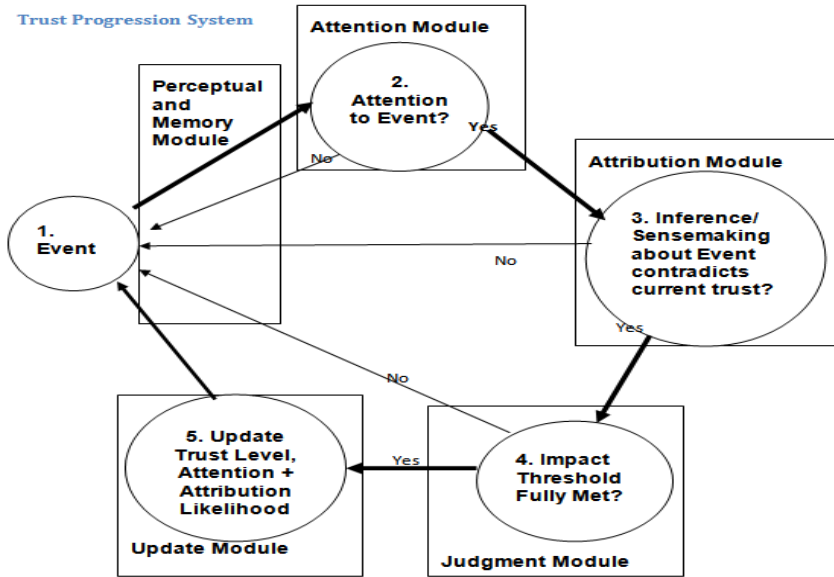 Trust Progression System
Attention Module
2.
Attention
to Event?
Perceptual
and
Memory
Module
Yes
No
Attribution Module
1.
Event
3. Inference/
Sensemaking
about Event
contradicts
current trust?
No
Yes
No
5. Update
Trust Level,
Attention +
Attribution
Likelihood
Yes
4. Impact
Threshold
Fully Met?
Update Module
Judgment Module